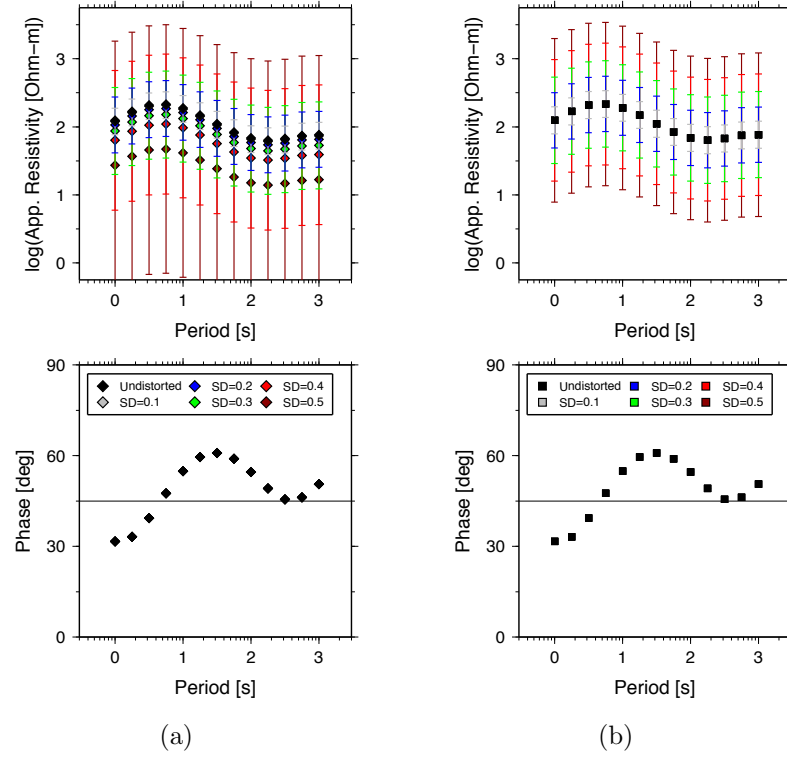 log(App. Resistivity [Ohm−m])
3
2
1
0
0 1 2 3
Period [s]
Phase [deg]
90
60
30
0
Undistorted SD=0.2 SD=0.4
SD=0.1 SD=0.3 SD=0.5
0 1 2 3
Period [s]
(a)
log(App. Resistivity [Ohm−m])
3
2
1
0
0 1 2 3
Period [s]
Phase [deg]
90
60
30
0
Undistorted SD=0.2 SD=0.4
SD=0.1 SD=0.3 SD=0.5
0 1 2 3
Period [s]
(b)